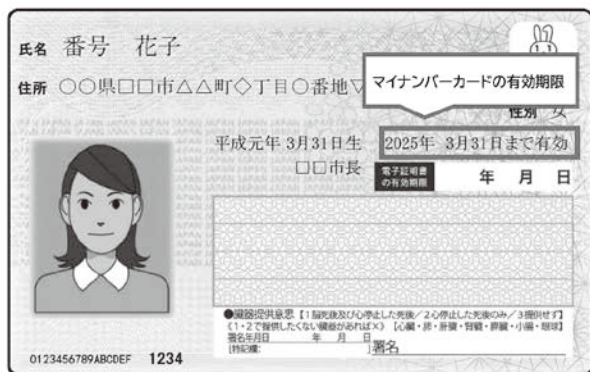 氏名 番号 花子
住所 ○○県□□市△△町◇丁目○番地▽
マイナンバーカードの有効期限
性別 女
平成元年 3月31日生
2025年 3月31日まで有効
□□市長
電子証明書
の有効期限
年 月 日
●臓器提供意思【1脳死後及び心停止した死後/2心停止した死後のみ/3提供せず】
《1・2で提供したくない臓器があれば×》【心臓・肺・肝臓・腎臓・膵臓・小腸・眼球】
署名年月日 年 月 日
[特記欄: ] 署名
0123456789ABCDEF 1234